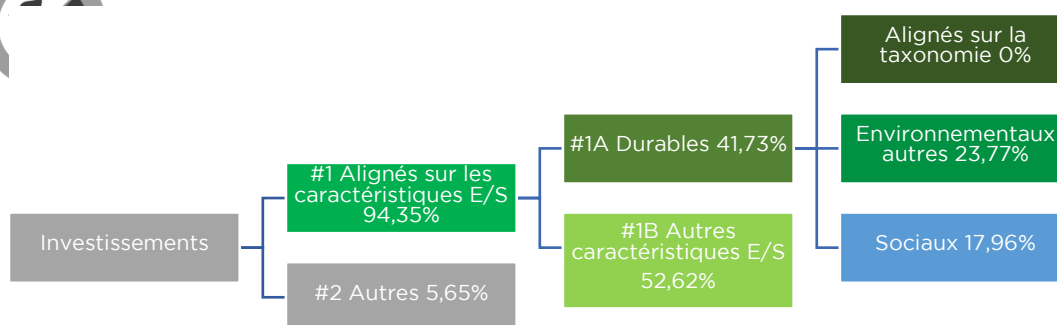 Alignés sur la
taxonomie 0%
#1A Durables 41,73%
Environnementaux
autres 23,77%
#1 Alignés sur les
caractéristiques E/S
94,35%
Investissements
#1B Autres
caractéristiques E/S
52,62%
Sociaux 17,96%
#2 Autres 5,65%